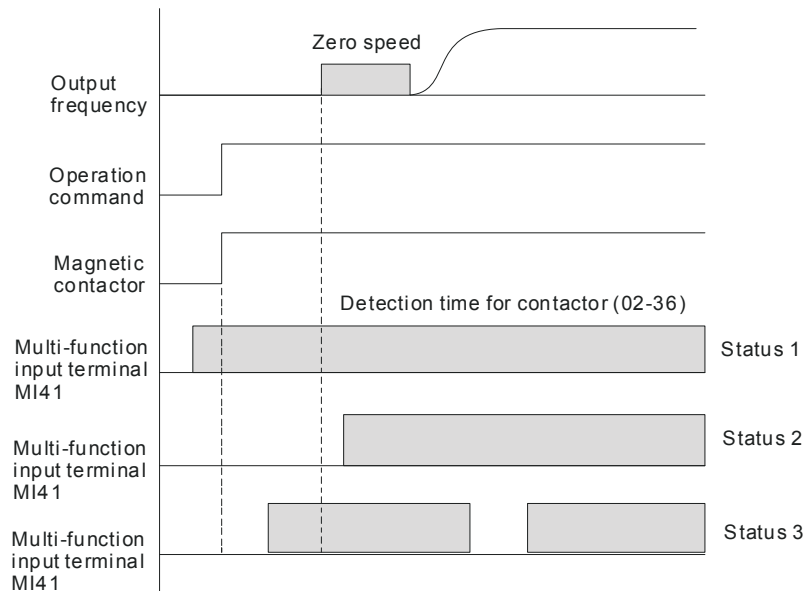 Zero speed
Output
frequency
Operation
command
Magnetic
contactor
Detection time for contactor (02-36)
Multi-function
input terminal
MI41
Status 1
Multi-function
input terminal
MI41
Status 2
Multi-function
input terminal
MI41
Status 3